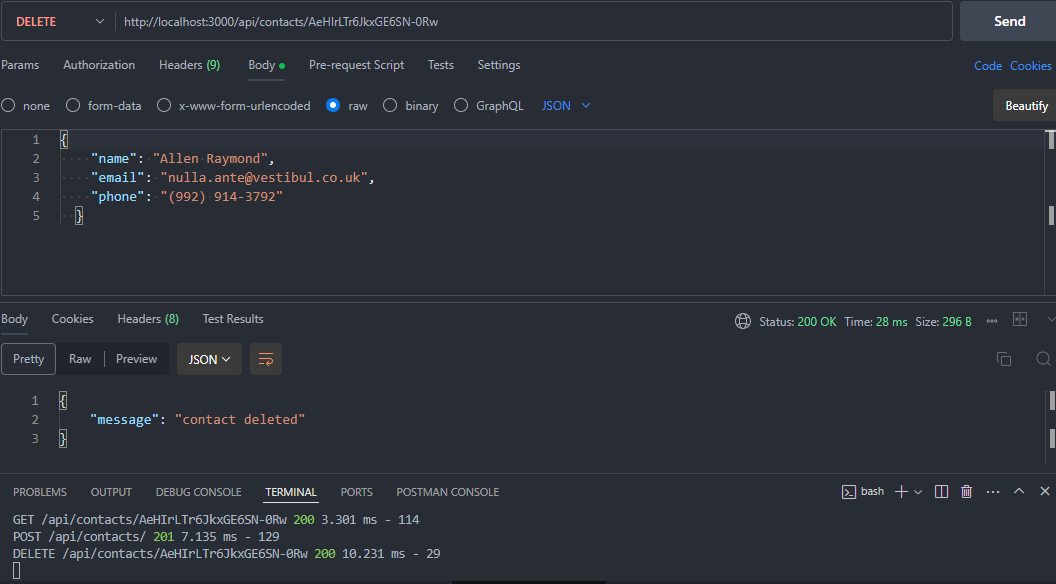 DELETE http://localhost:3000/api/contacts/AeHIrLTr6JkxGE6SN-0Rw Send
Params Authorization Headers (9) Body Pre-request Script Tests Settings Code Cookies
none form-data x-www-form-urlencoded raw binary GraphQL JSON Beautify
1 {
2 "name": "Allen Raymond",
3 "email": "nulla.ante@vestibul.co.uk",
4 "phone": "(992) 914-3792"
5 }
Body Cookies Headers (8) Test Results Status: 200 OK Time: 28 ms Size: 296 B
Pretty Raw Preview JSON
1 {
2 "message": "contact deleted"
3 }
PROBLEMS OUTPUT DEBUG CONSOLE TERMINAL PORTS POSTMAN CONSOLE bash
GET /api/contacts/AeHIrLTr6JkxGE6SN-0Rw 200 3.301 ms - 114
POST /api/contacts/ 201 7.135 ms - 129
DELETE /api/contacts/AeHIrLTr6JkxGE6SN-0Rw 200 10.231 ms - 29